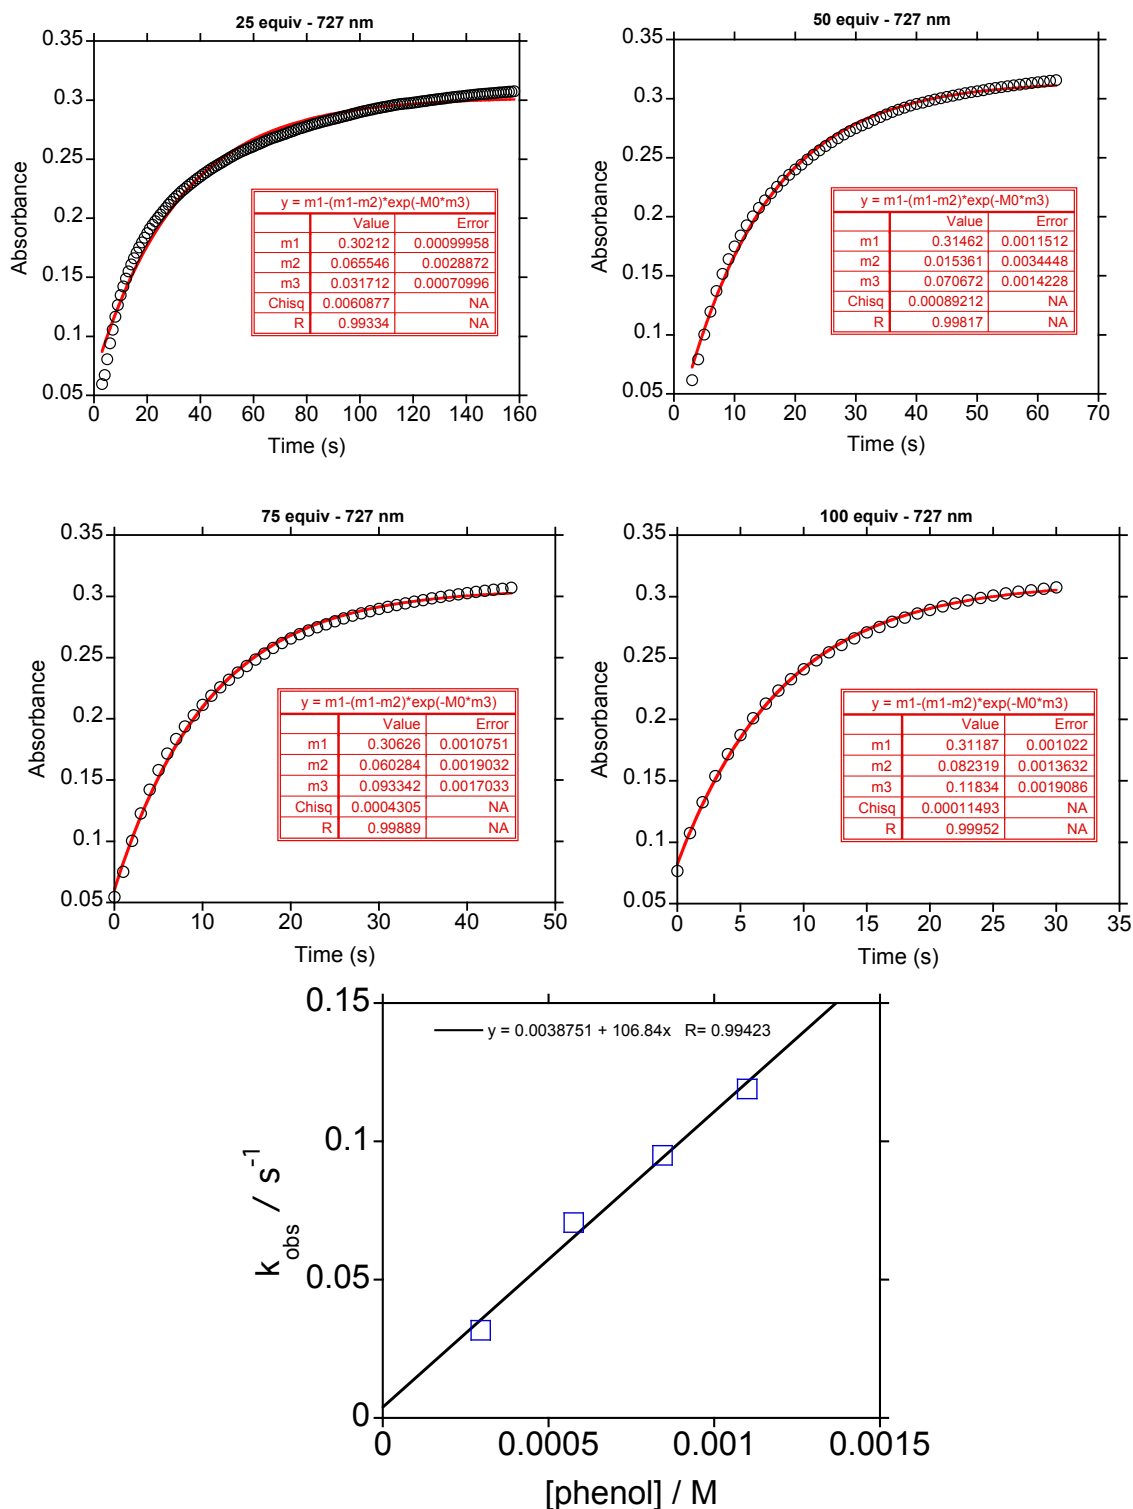 25 equiv - 727 nm
0.35
0.3
0.25
0.2
0.15
0.1
0.05
Absorbance
y = m1-(m1-m2)*exp(-M0*m3)
Value Error
m1 0.30212 0.00099958
m2 0.065546 0.0028872
m3 0.031712 0.00070996
Chisq 0.0060877 NA
R 0.99334 NA
0 20 40 60 80 100 120 140 160
Time (s)
50 equiv - 727 nm
0.35
0.3
0.25
0.2
0.15
0.1
0.05
Absorbance
y = m1-(m1-m2)*exp(-M0*m3)
Value Error
m1 0.31462 0.0011512
m2 0.015361 0.0034448
m3 0.070672 0.0014228
Chisq 0.00089212 NA
R 0.99817 NA
0 10 20 30 40 50 60 70
Time (s)
75 equiv - 727 nm
0.35
0.3
0.25
0.2
0.15
0.1
0.05
Absorbance
y = m1-(m1-m2)*exp(-M0*m3)
Value Error
m1 0.30626 0.0010751
m2 0.060284 0.0019032
m3 0.093342 0.0017033
Chisq 0.0004305 NA
R 0.99889 NA
0 10 20 30 40 50
Time (s)
100 equiv - 727 nm
0.35
0.3
0.25
0.2
0.15
0.1
0.05
Absorbance
y = m1-(m1-m2)*exp(-M0*m3)
Value Error
m1 0.31187 0.001022
m2 0.082319 0.0013632
m3 0.11834 0.0019086
Chisq 0.00011493 NA
R 0.99952 NA
0 5 10 15 20 25 30 35
Time (s)
0.15
0.1
0.05
0
k_obs / s^-1
y = 0.0038751 + 106.84x R= 0.99423
0 0.0005 0.001 0.0015
[phenol] / M